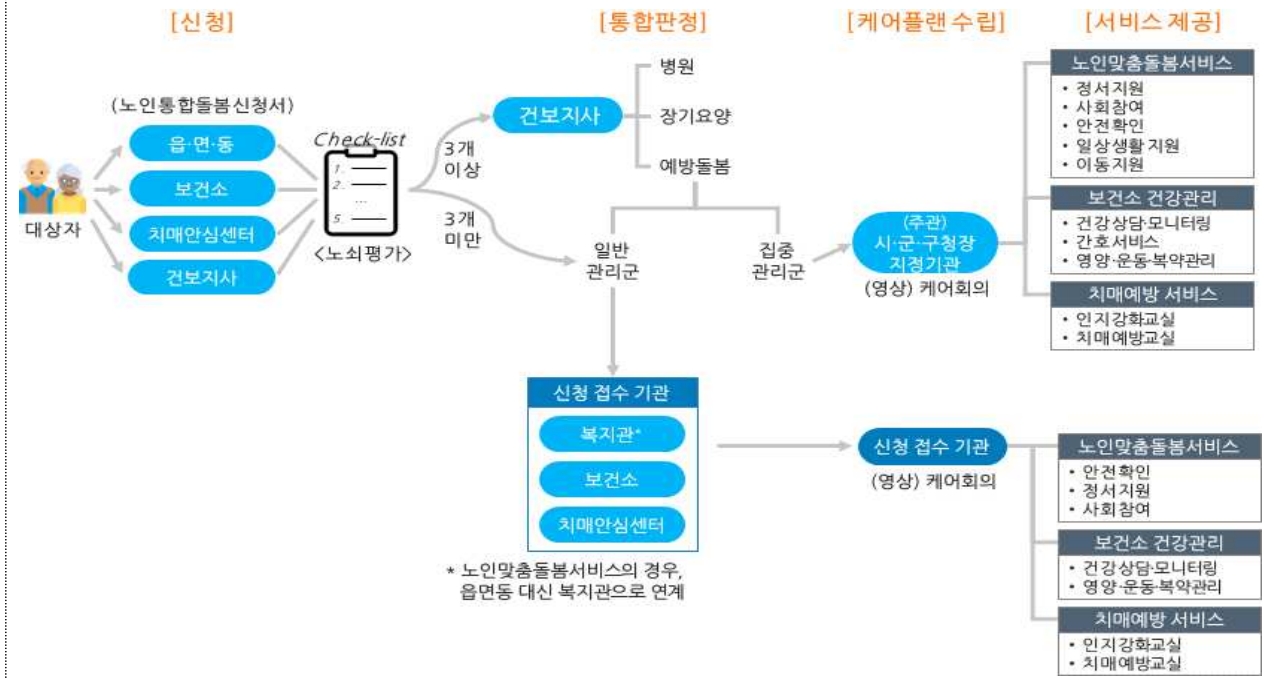 [신청]
[통합판정]
[케어플랜 수립]
[서비스 제공]
(노인통합돌봄신청서)
읍·면·동
보건소
치매안심센터
건보지사
대상자
Check-list
1.
2.
...
5.
<노쇠평가>
3개
이상
3개
미만
건보지사
병원
장기요양
예방돌봄
일반
관리군
집중
관리군
(주관)
시·군·구청장
지정기관
(영상) 케어회의
노인맞춤돌봄서비스
• 정서지원
• 사회참여
• 안전확인
• 일상생활 지원
• 이동지원
보건소 건강관리
• 건강상담·모니터링
• 간호서비스
• 영양·운동·복약관리
치매예방 서비스
• 인지강화교실
• 치매예방교실
신청 접수 기관
복지관*
보건소
치매안심센터
* 노인맞춤돌봄서비스의 경우,
읍면동 대신 복지관으로 연계
신청 접수 기관
(영상) 케어회의
노인맞춤돌봄서비스
• 안전확인
• 정서지원
• 사회참여
보건소 건강관리
• 건강상담·모니터링
• 영양·운동·복약관리
치매예방 서비스
• 인지강화교실
• 치매예방교실